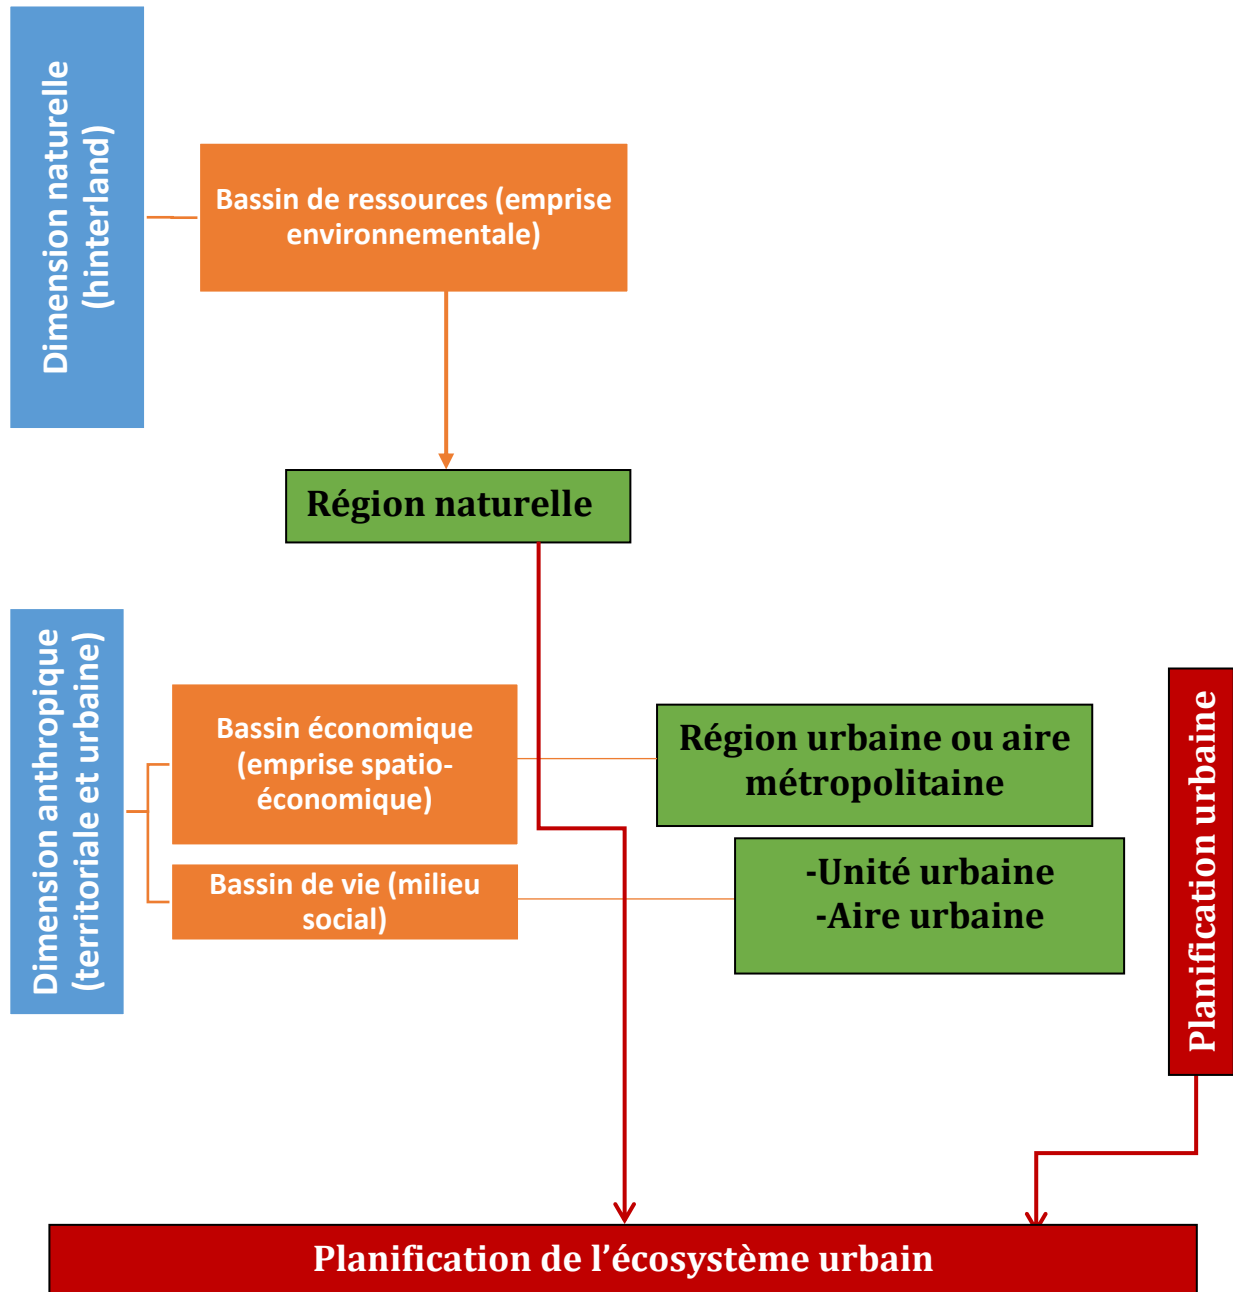 Dimension naturelle
(hinterland)
Bassin de ressources (emprise
environnementale)
Région naturelle
Dimension anthropique
(territoriale et urbaine)
Bassin économique
(emprise spatio-
économique)
Région urbaine ou aire
métropolitaine
Bassin de vie (milieu
social)
-Unité urbaine
-Aire urbaine
Planification urbaine
Planification de l’écosystème urbain